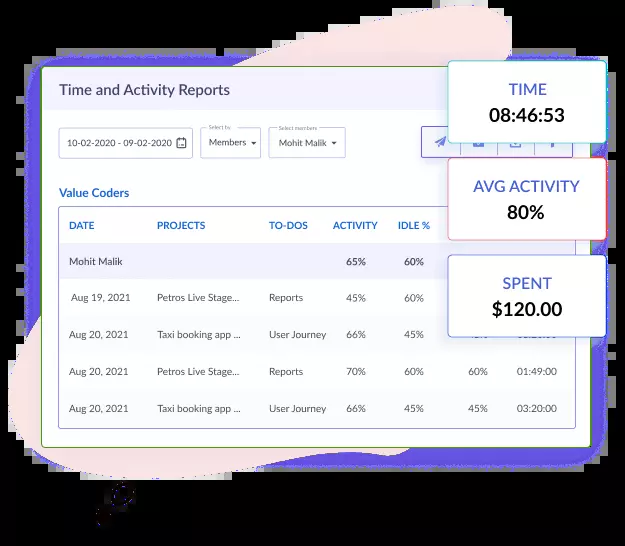 Time and Activity Reports
TIME
08:46:53
10-02-2020 - 09-02-2020
Select by
Members
Select members
Mohit Malik
AVG ACTIVITY
80%
Value Coders
DATE PROJECTS TO-DOS ACTIVITY IDLE %
Mohit Malik 65% 60%
SPENT
$120.00
Aug 19, 2021 Petros Live Stage... Reports 45% 60%
Aug 20, 2021 Taxi booking app ... User Journey 66% 45%
Aug 20, 2021 Petros Live Stage... Reports 70% 60% 60% 01:49:00
Aug 20, 2021 Taxi booking app ... User Journey 66% 45% 45% 03:20:00